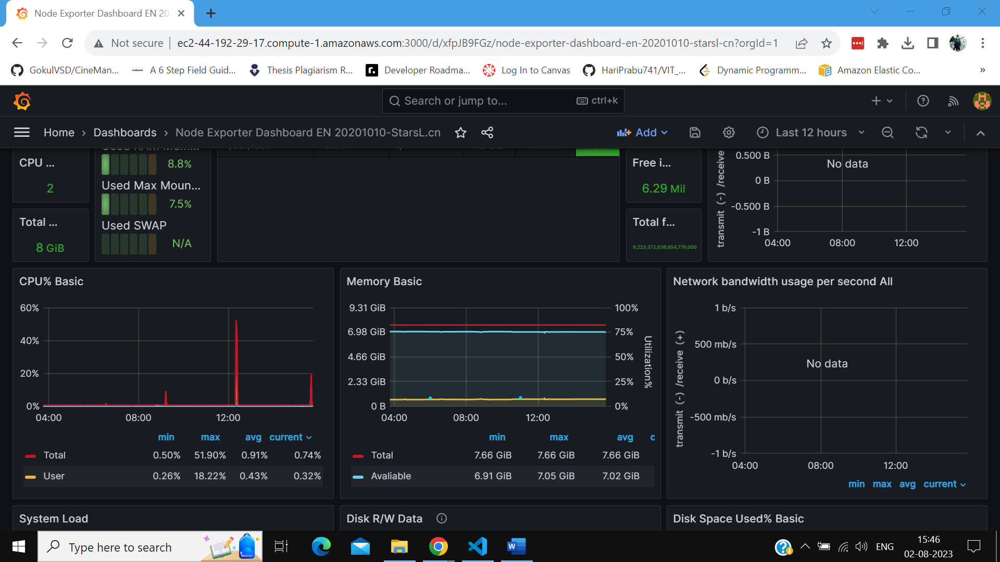 Node Exporter Dashboard EN 20
Not secure
ec2-44-192-29-17.compute-1.amazonaws.com:3000/d/xfpJB9FGz/node-exporter-dashboard-en-20201010-starsl-cn?orgId=1
GokulVSD/CineMan...
A 6 Step Field Guid...
Thesis Plagiarism R...
Developer Roadma...
Log In to Canvas
HariPrabu741/VIT_...
Dynamic Programm...
Amazon Elastic Co...
»
Search or jump to...
ctrl+k
Home › Dashboards › Node Exporter Dashboard EN 20201010-StarsL.cn
Add
Last 12 hours
CPU ...
2
Total ...
8 GiB
8.8%
Used Max Moun...
7.5%
Used SWAP
N/A
Free i...
6.29 Mil
Total f...
9,223,372,036,854,776,000
transmit (-) /receive
0.500 B
0 B
-0.500 B
-1 B
No data
04:00
08:00
12:00
CPU% Basic
60%
40%
20%
0%
04:00
08:00
12:00
min max avg current
Total 0.50% 51.90% 0.91% 0.74%
User 0.26% 18.22% 0.43% 0.32%
Memory Basic
9.31 GiB
6.98 GiB
4.66 GiB
2.33 GiB
0 B
100%
75%
50%
25%
0%
Utilization%
04:00
08:00
12:00
min max avg
Total 7.66 GiB 7.66 GiB 7.66 GiB
Avaliable 6.91 GiB 7.05 GiB 7.02 GiB
Network bandwidth usage per second All
transmit (-) /receive (+)
1 b/s
500 mb/s
0 b/s
-500 mb/s
-1 b/s
No data
04:00
08:00
12:00
min max avg current
System Load
Disk R/W Data
Disk Space Used% Basic
Type here to search
ENG
15:46
02-08-2023